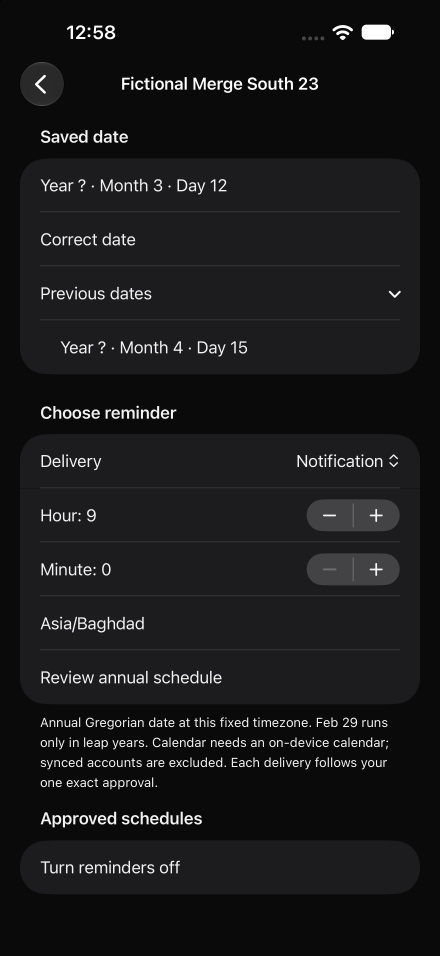 12:58
Fictional Merge South 23
Saved date
Year ? · Month 3 · Day 12
Correct date
Previous dates
Year ? · Month 4 · Day 15
Choose reminder
Delivery Notification
Hour: 9
Minute: 0
Asia/Baghdad
Review annual schedule
Annual Gregorian date at this fixed timezone. Feb 29 runs
only in leap years. Calendar needs an on-device calendar;
synced accounts are excluded. Each delivery follows your
one exact approval.
Approved schedules
Turn reminders off